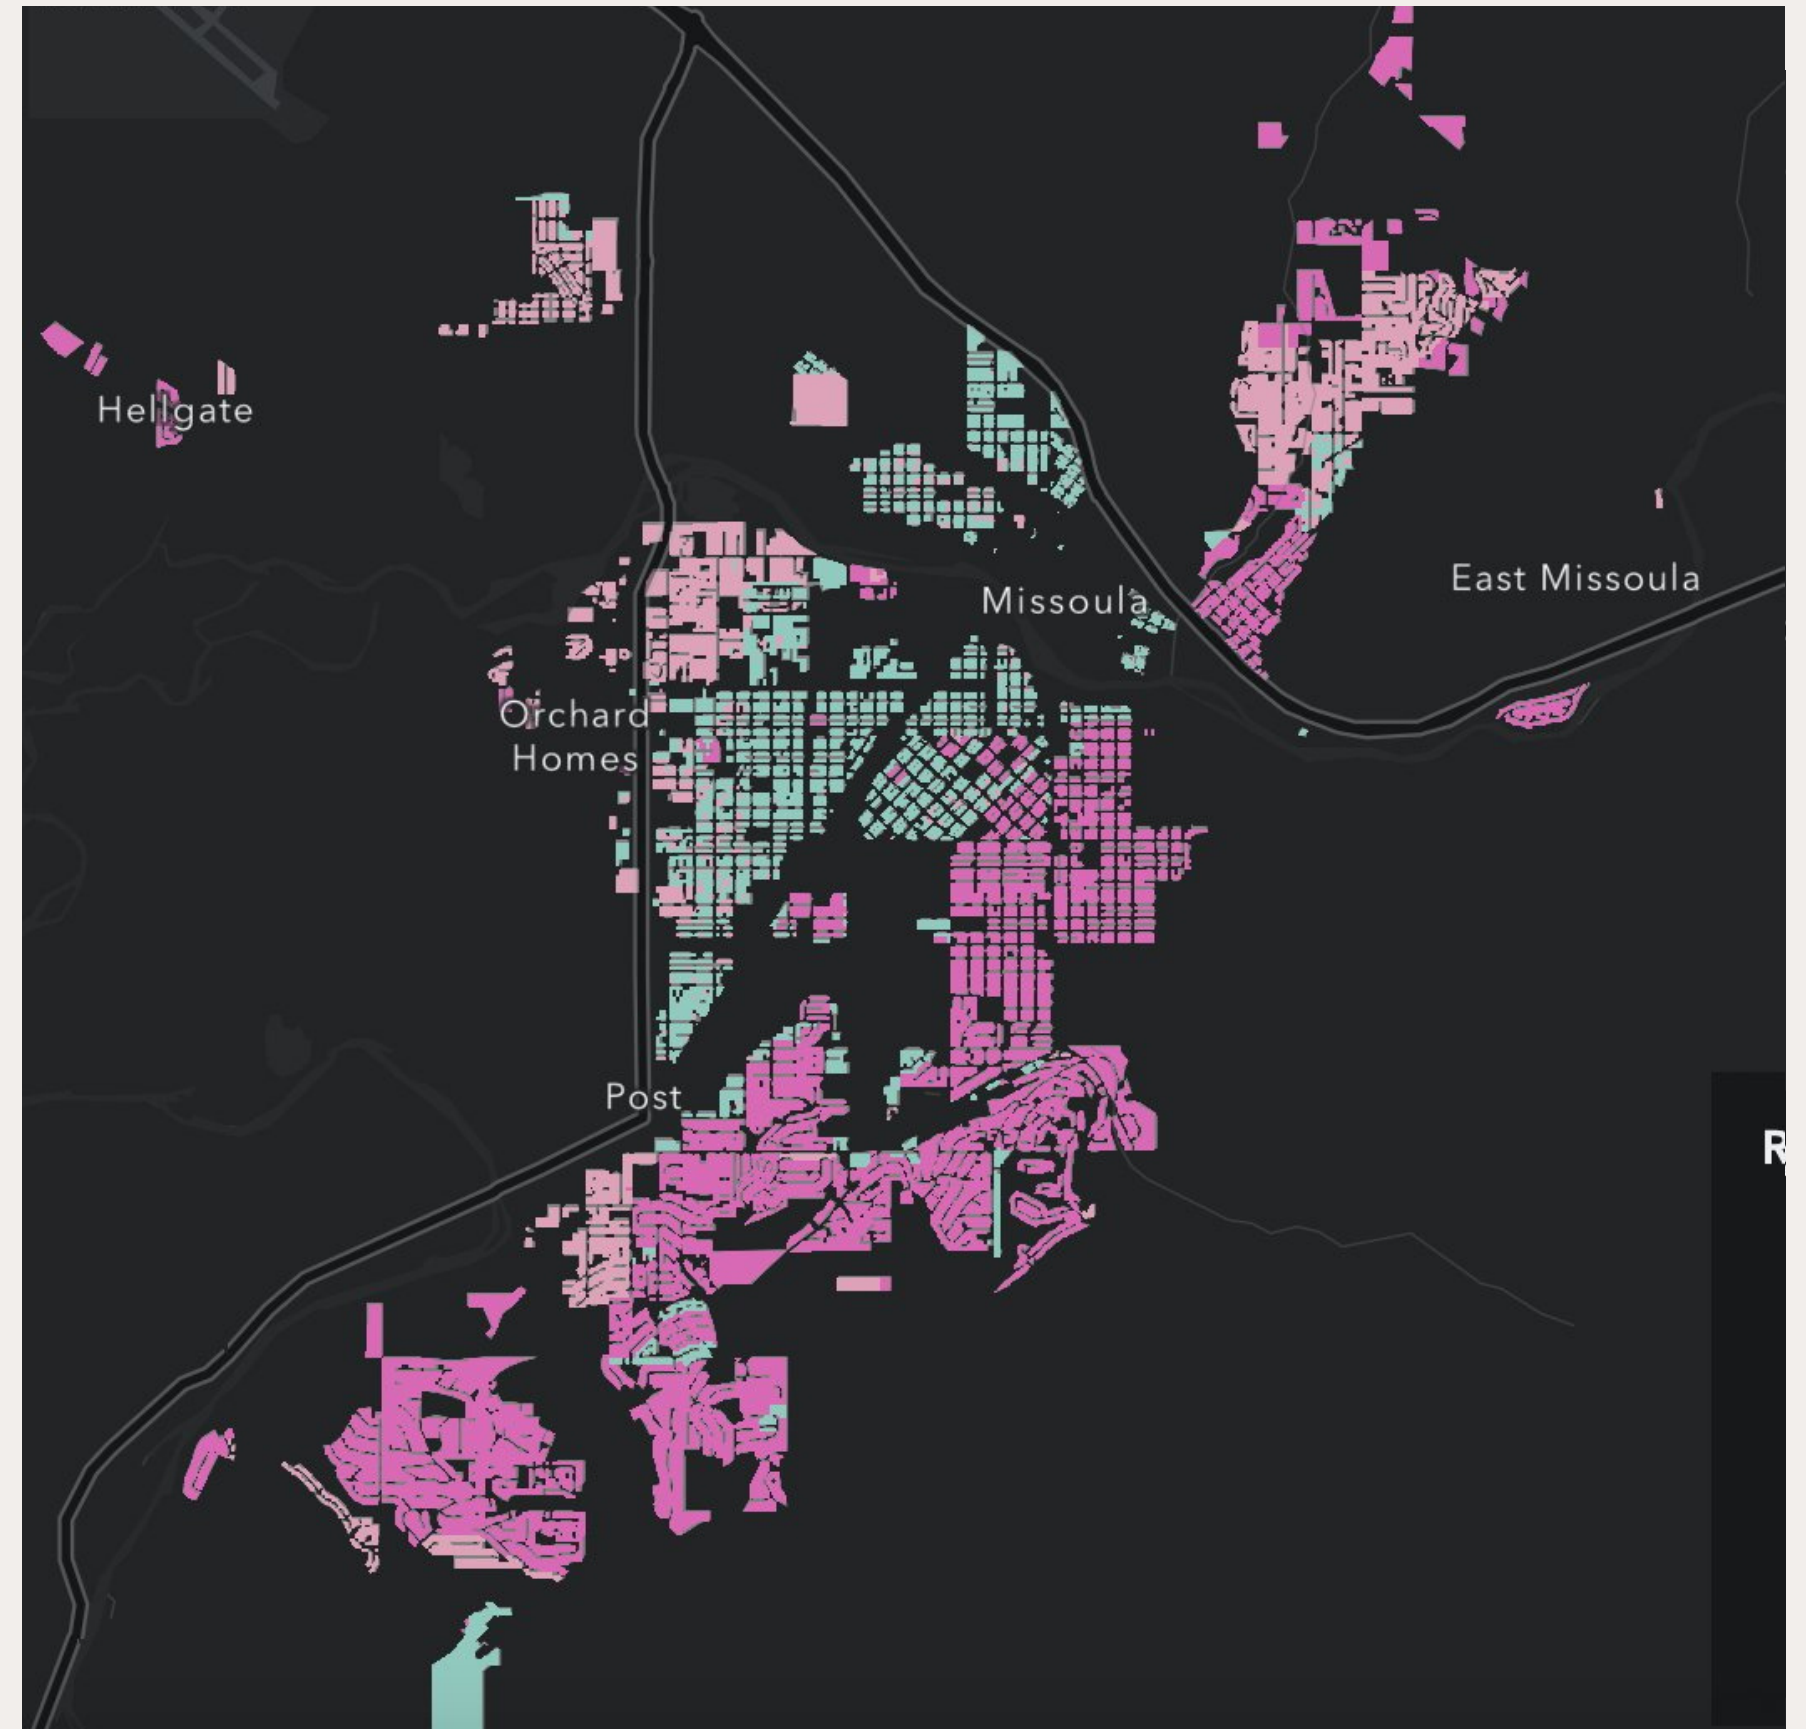 Hellgate
Missoula
East Missoula
Orchard
Homes
Post
R